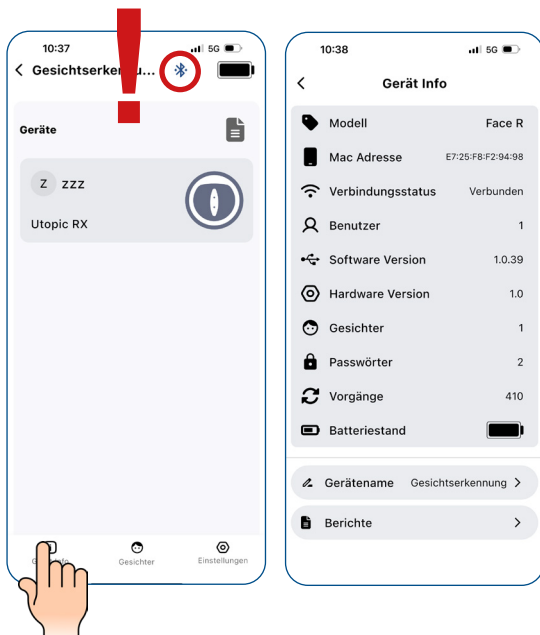 10:37 5G
Gesichtserkennu...
Geräte
Z zzz
Utopic RX
Gesichter
Einstellungen
10:38 5G
Gerät Info
Modell Face R
Mac Adresse E7:25:F8:F2:94:98
Verbindungsstatus Verbunden
Benutzer 1
Software Version 1.0.39
Hardware Version 1.0
Gesichter 1
Passwörter 2
Vorgänge 410
Batteriestand
Gerätename Gesichtserkennung
Berichte